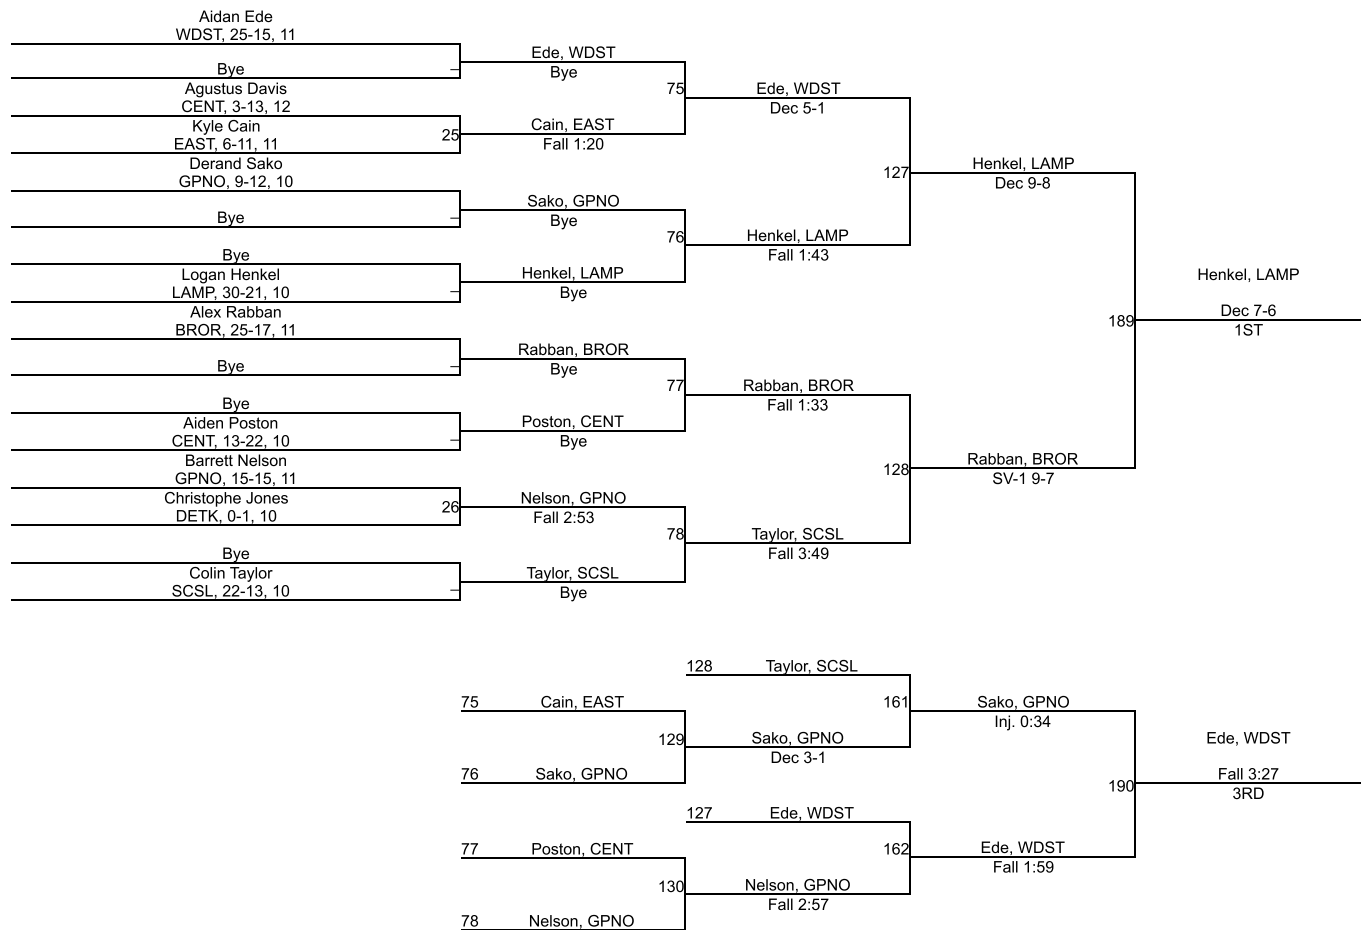 Aidan Ede
WDST, 25-15, 11
Bye
Agustus Davis
CENT, 3-13, 12
Kyle Cain
EAST, 6-11, 11
Derand Sako
GPNO, 9-12, 10
Bye
Bye
Logan Henkel
LAMP, 30-21, 10
Alex Rabban
BROR, 25-17, 11
Bye
Bye
Aiden Poston
CENT, 13-22, 10
Barrett Nelson
GPNO, 15-15, 11
Christophe Jones
DETK, 0-1, 10
Bye
Colin Taylor
SCSL, 22-13, 10
25
26
Ede, WDST
Bye
Cain, EAST
Fall 1:20
Sako, GPNO
Bye
Henkel, LAMP
Bye
Rabban, BROR
Bye
Poston, CENT
Bye
Nelson, GPNO
Fall 2:53
Taylor, SCSL
Bye
75
76
77
78
Ede, WDST
Dec 5-1
Henkel, LAMP
Fall 1:43
Rabban, BROR
Fall 1:33
Taylor, SCSL
Fall 3:49
127
128
Henkel, LAMP
Dec 9-8
Rabban, BROR
SV-1 9-7
189
Henkel, LAMP
Dec 7-6
1ST
75 Cain, EAST
76 Sako, GPNO
77 Poston, CENT
78 Nelson, GPNO
129
130
128 Taylor, SCSL
Sako, GPNO
Dec 3-1
127 Ede, WDST
Nelson, GPNO
Fall 2:57
161
162
Sako, GPNO
Inj. 0:34
Ede, WDST
Fall 1:59
190
Ede, WDST
Fall 3:27
3RD